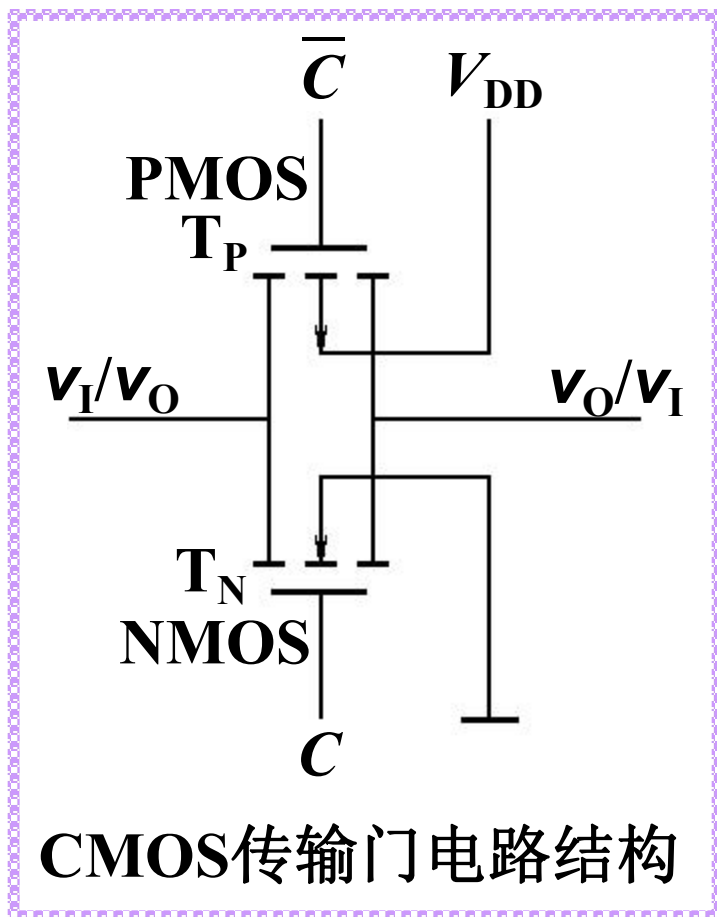 C̅ V_DD
PMOS
T_P
v_I/v_O v_O/v_I
T_N
NMOS
C
CMOS传输门电路结构